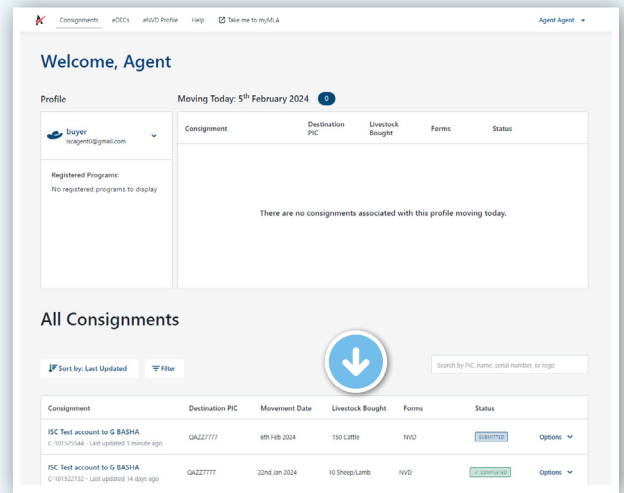 Consignments eDECs eNVD Profile Help Take me to myMLA Agent Agent
Welcome, Agent
Profile
Moving Today: 5th February 2024 0
buyer
iscagent0@gmail.com
Registered Programs:
No registered programs to display
Consignment Destination PIC Livestock Bought Forms Status
There are no consignments associated with this profile moving today.
All Consignments
Sort by: Last Updated Filter Search by PIC, name, serial number, or rego
Consignment Destination PIC Movement Date Livestock Bought Forms Status
ISC Test account to G BASHA
C-101525544 - Last updated 1 minute ago
QAZZ7777 6th Feb 2024 150 Cattle NVD SUBMITTED Options
ISC Test account to G BASHA
C-101522732 - Last updated 14 days ago
QAZZ7777 22nd Jan 2024 10 Sheep/Lamb NVD COMPLETED Options